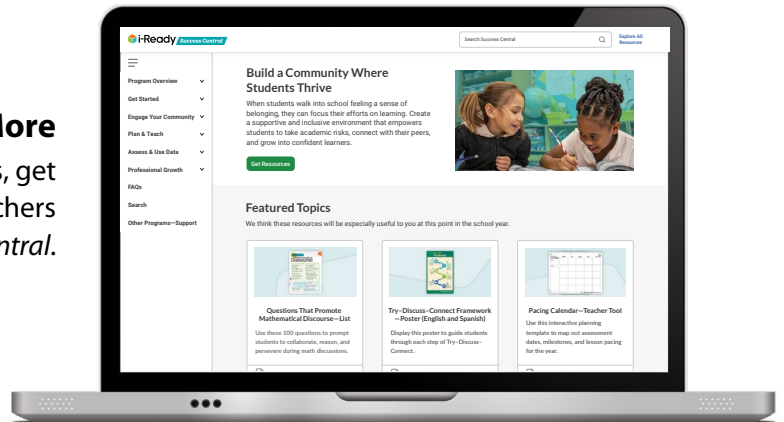 More
s, get
chers
ntral.
i-Ready Success Central
Search Success Central
Explore All
Resources
Program Overview
Get Started
Engage Your Community
Plan & Teach
Assess & Use Data
Professional Growth
FAQs
Search
Other Programs—Support
Build a Community Where
Students Thrive
When students walk into school feeling a sense of
belonging, they can focus their efforts on learning. Create
a supportive and inclusive environment that empowers
students to take academic risks, connect with their peers,
and grow into confident learners.
Get Resources
Featured Topics
We think these resources will be especially useful to you at this point in the school year.
Questions That Promote
Mathematical Discourse—List
Use these 100 questions to prompt
students to collaborate, reason, and
persevere during math discussions.
Try–Discuss–Connect Framework
—Poster (English and Spanish)
Display this poster to guide students
through each step of Try–Discuss–
Connect.
Pacing Calendar—Teacher Tool
Use this interactive planning
template to map out assessment
dates, milestones, and lesson pacing
for the year.